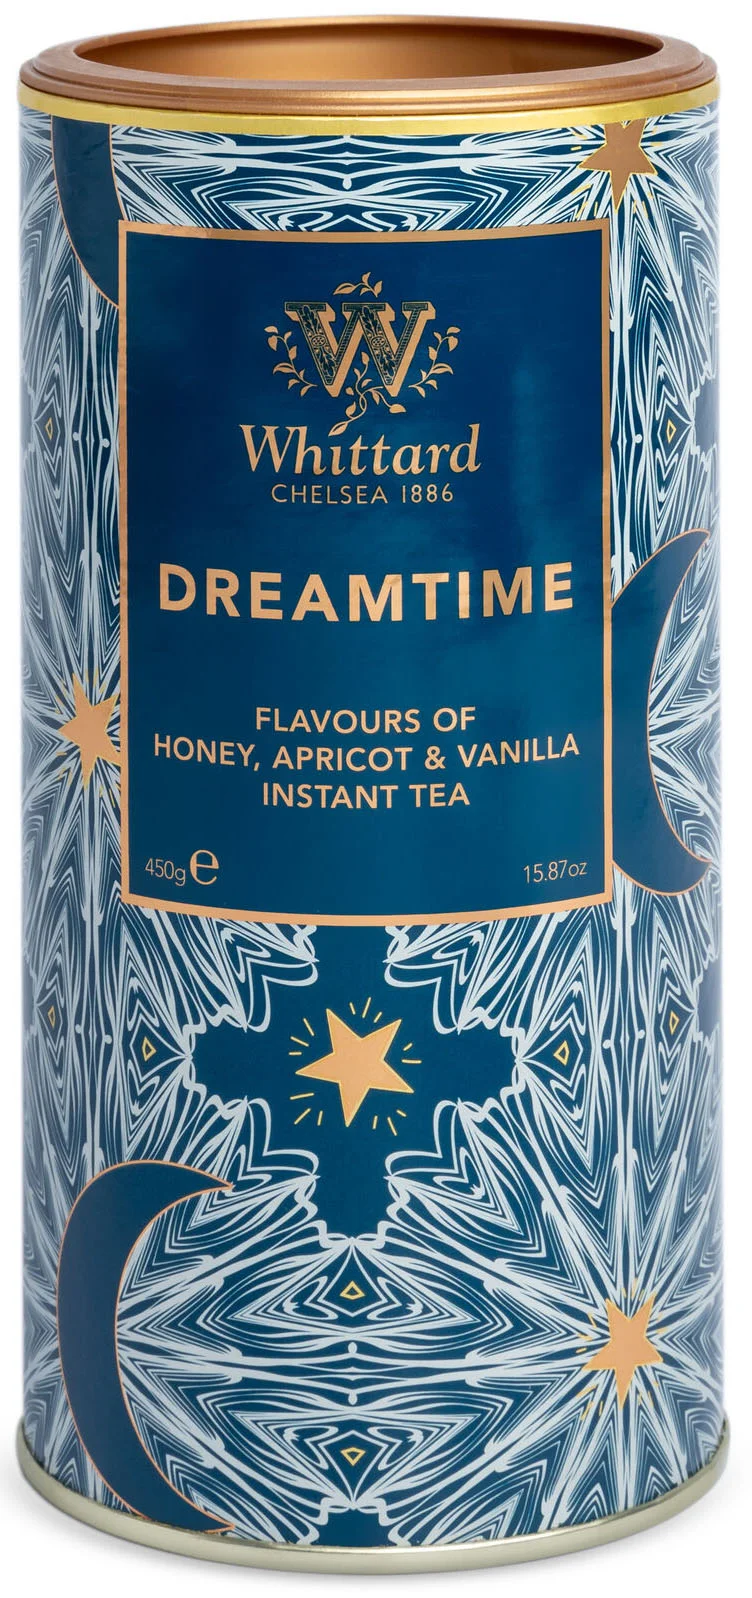 W
Whittard
CHELSEA 1886
DREAMTIME
FLAVOURS OF
HONEY, APRICOT & VANILLA
INSTANT TEA
450g ℮
15.87oz